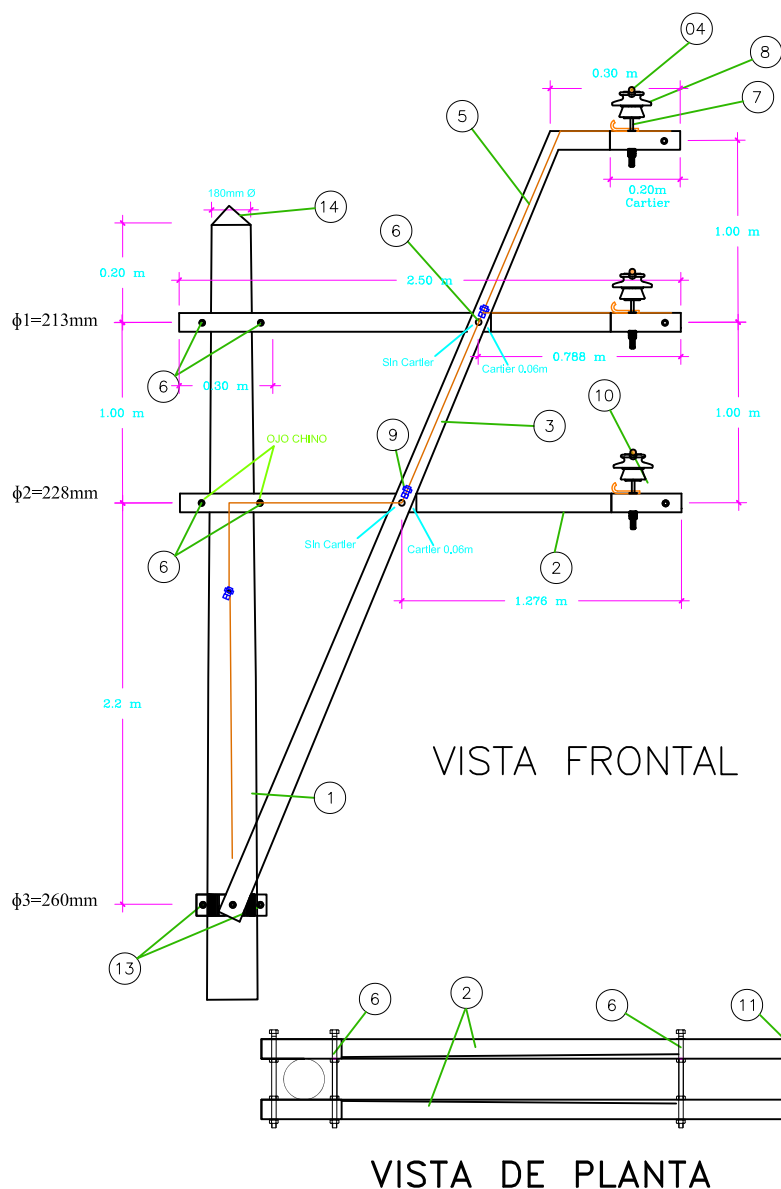 04
0.30 m
8
7
5
0.20m
Cartier
180mm Ø
14
6
1.00 m
0.20 m
2.50 m
ϕ1=213mm
Sin Cartier
Cartier 0.06m
0.788 m
6
0.30 m
1.00 m
1.00 m
3
10
9
OJO CHINO
ϕ2=228mm
Sin Cartier
Cartier 0.08m
6
2
1.276 m
2.2 m
VISTA FRONTAL
1
ϕ3=260mm
13
6
2
6
11
VISTA DE PLANTA